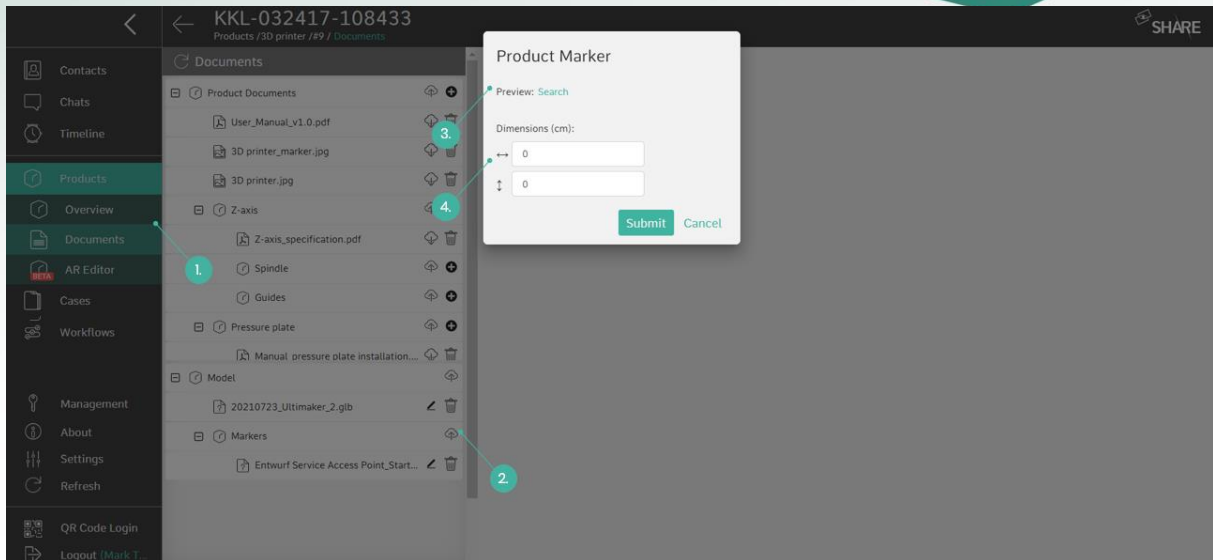 KKL-032417-108433
Products /3D printer /#9 / Documents
SHARE
Contacts
Chats
Timeline
Products
Overview
Documents
BETA
AR Editor
Cases
Workflows
Management
About
Settings
Refresh
QR Code Login
Logout (Mark T...
Documents
Product Documents
User_Manual_v1.0.pdf
3D printer_marker.jpg
3D printer.jpg
Z-axis
Z-axis_specification.pdf
Spindle
Guides
Pressure plate
Manual pressure plate installation....
Model
20210723_Ultimaker_2.glb
Markers
Entwurf Service Access Point_Start...
Product Marker
Preview: Search
Dimensions (cm):
0
0
Submit Cancel
1.
2.
3.
4.